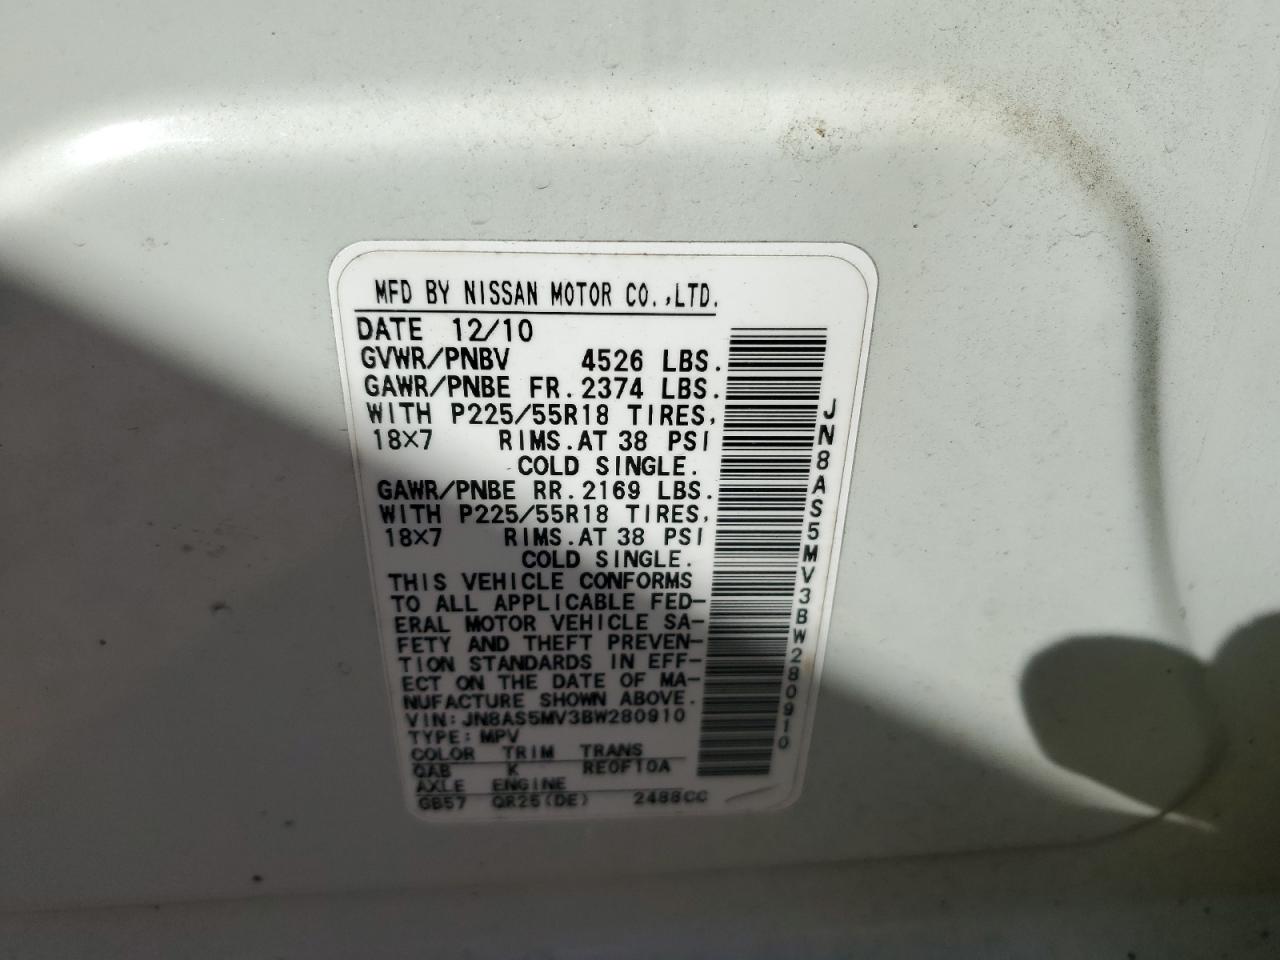 MFD BY NISSAN MOTOR CO.,LTD.
DATE 12/10
GVWR/PNBV 4526 LBS.
GAWR/PNBE FR.2374 LBS.
WITH P225/55R18 TIRES,
18×7 RIMS.AT 38 PSI
COLD SINGLE.
GAWR/PNBE RR.2169 LBS.
WITH P225/55R18 TIRES,
18×7 RIMS.AT 38 PSI
COLD SINGLE.
THIS VEHICLE CONFORMS
TO ALL APPLICABLE FED-
ERAL MOTOR VEHICLE SA-
FETY AND THEFT PREVEN-
TION STANDARDS IN EFF-
ECT ON THE DATE OF MA-
NUFACTURE SHOWN ABOVE.
VIN:JN8AS5MV3BW280910
TYPE:MPV
COLOR TRIM TRANS
QAB K RE0F10A
AXLE ENGINE
GB57 QR25(DE) 2488CC
JN8AS5MV3BW280910